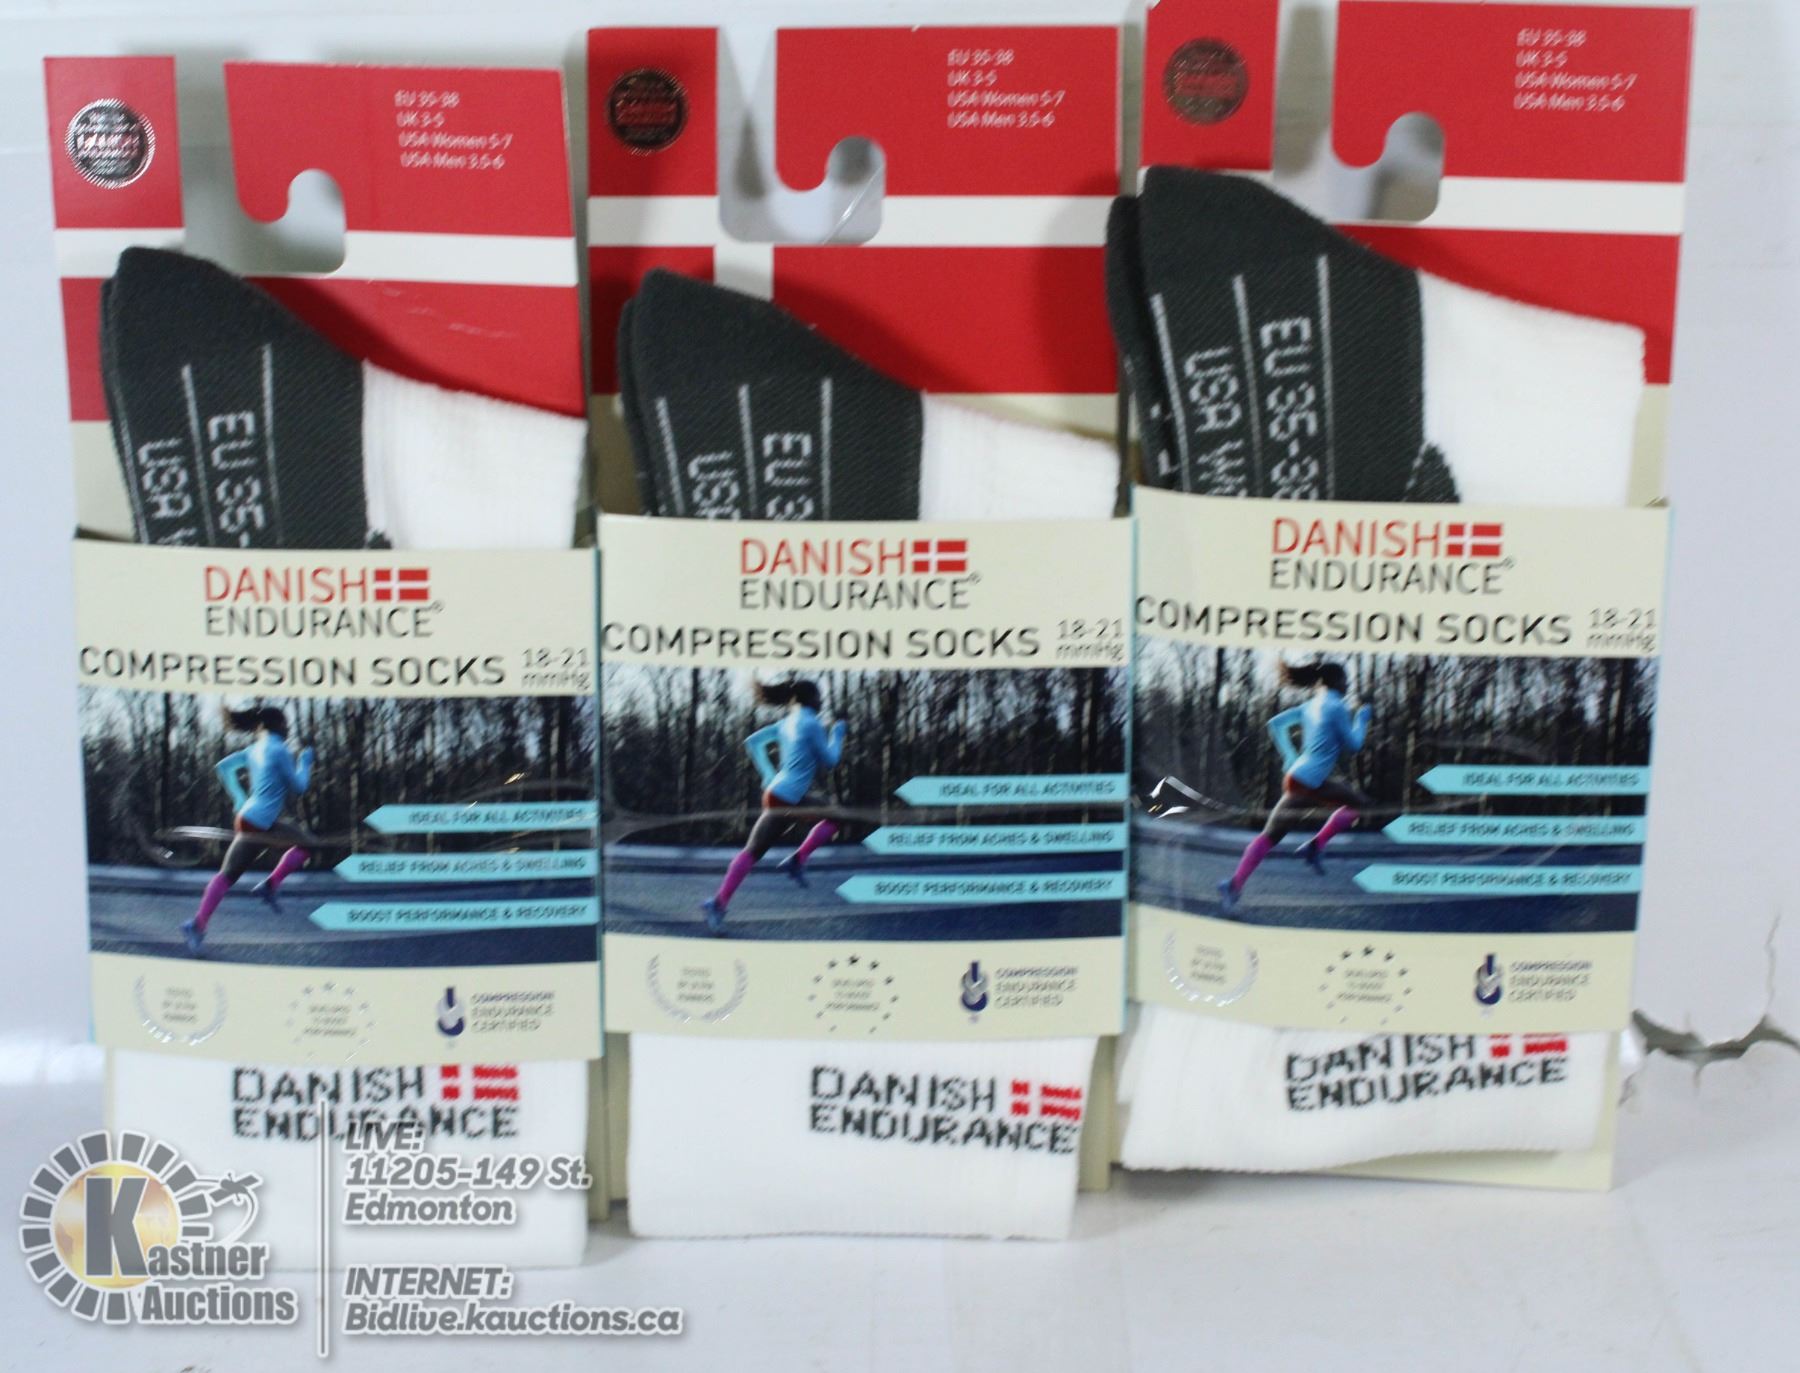 EU 35-38
UK 3-5
USA Women 5-7
USA Men 3.5-6
EU 35-
USA W
DANISH
ENDURANCE®
COMPRESSION SOCKS 18-21 mmHg
IDEAL FOR ALL ACTIVITIES
RELIEF FROM ACHES & SWELLING
BOOST PERFORMANCE & RECOVERY
COMPRESSION
ENDURANCE
CERTIFIED
DANISH
ENDURANCE
EU 35-38
UK 3-5
USA Women 5-7
USA Men 3.5-6
EU 3
USA
DANISH
ENDURANCE®
COMPRESSION SOCKS 18-21 mmHg
IDEAL FOR ALL ACTIVITIES
RELIEF FROM ACHES & SWELLING
BOOST PERFORMANCE & RECOVERY
COMPRESSION
ENDURANCE
CERTIFIED
DANISH
ENDURANCE
EU 35-38
UK 3-5
USA Women 5-7
USA Men 3.5-6
EU 35-38
USA W
DANISH
ENDURANCE®
COMPRESSION SOCKS 18-21 mmHg
IDEAL FOR ALL ACTIVITIES
RELIEF FROM ACHES & SWELLING
BOOST PERFORMANCE & RECOVERY
COMPRESSION
ENDURANCE
CERTIFIED
DANISH
ENDURANCE
Kastner
Auctions
LIVE:
11205-149 St.
Edmonton
INTERNET:
Bidlive.kauctions.ca